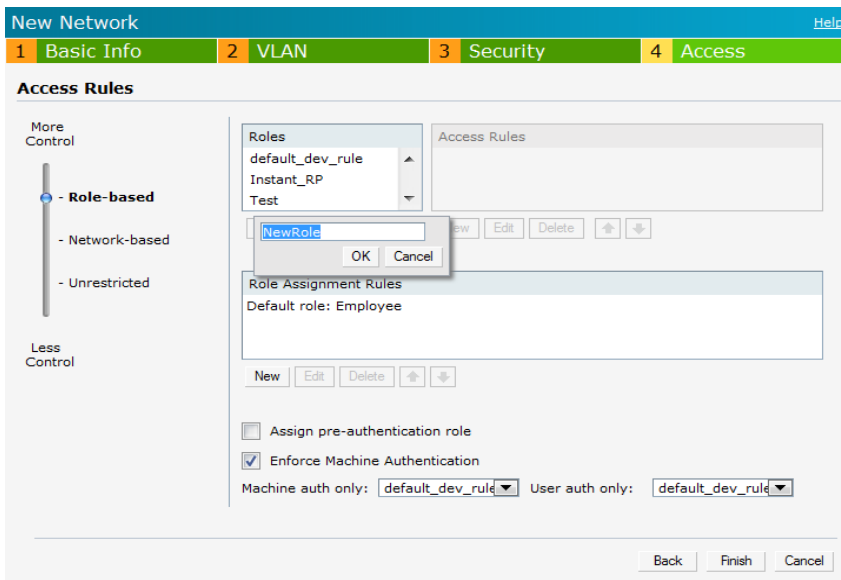 New Network
Help
1 Basic Info
2 VLAN
3 Security
4 Access
Access Rules
More
Control
- Role-based
- Network-based
- Unrestricted
Less
Control
Roles
default_dev_rule
Instant_RP
Test
Access Rules
NewRole
OK Cancel
Edit Delete
Role Assignment Rules
Default role: Employee
New Edit Delete
Assign pre-authentication role
Enforce Machine Authentication
Machine auth only: default_dev_rule User auth only: default_dev_rule
Back Finish Cancel